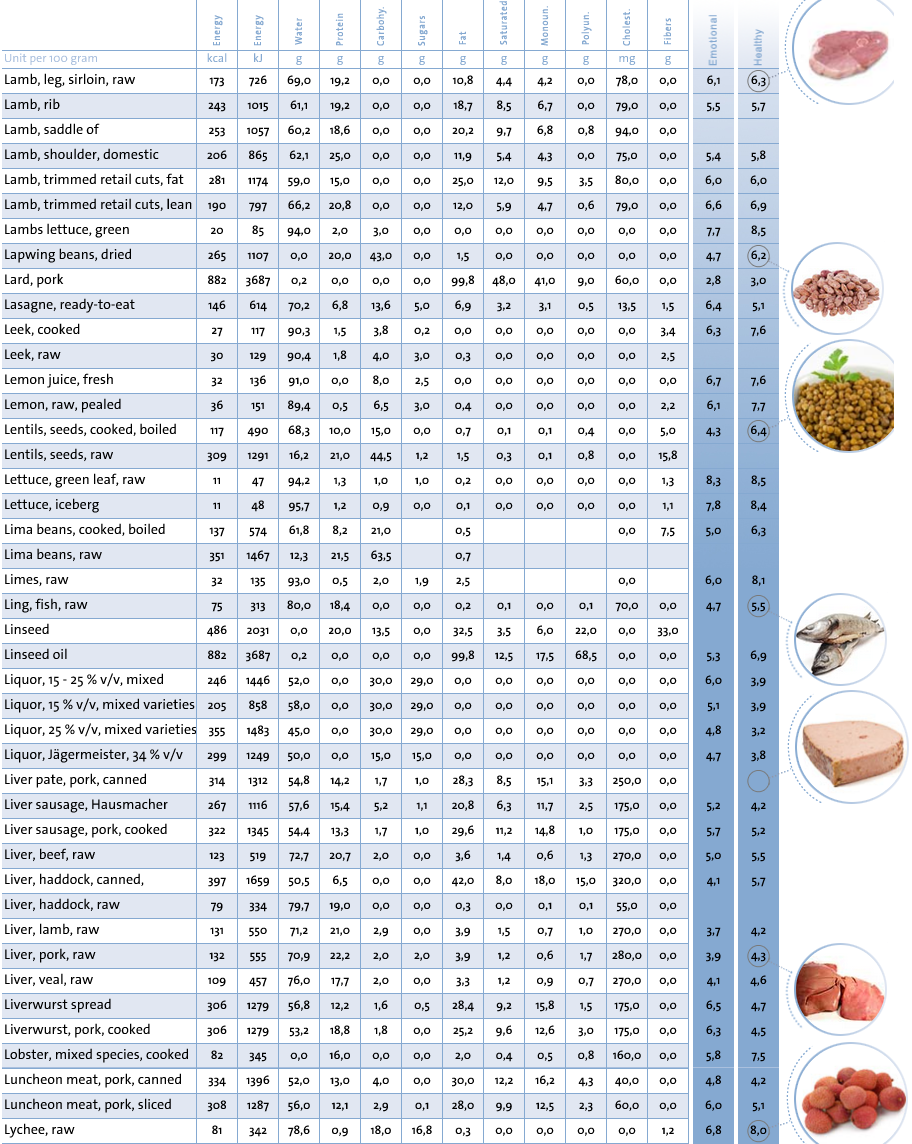 Energy Energy Water Protein Carbohy. Sugars Fat Saturated Monoun. Polyun. Cholest. Fibers Emotional Healthy
Unit per 100 gram kcal kJ g g g g g g g g mg g
Lamb, leg, sirloin, raw 173 726 69,0 19,2 0,0 0,0 10,8 4,4 4,2 0,0 78,0 0,0 6,1 6,3
Lamb, rib 243 1015 61,1 19,2 0,0 0,0 18,7 8,5 6,7 0,0 79,0 0,0 5,5 5,7
Lamb, saddle of 253 1057 60,2 18,6 0,0 0,0 20,2 9,7 6,8 0,8 94,0 0,0
Lamb, shoulder, domestic 206 865 62,1 25,0 0,0 0,0 11,9 5,4 4,3 0,0 75,0 0,0 5,4 5,8
Lamb, trimmed retail cuts, fat 281 1174 59,0 15,0 0,0 0,0 25,0 12,0 9,5 3,5 80,0 0,0 6,0 6,0
Lamb, trimmed retail cuts, lean 190 797 66,2 20,8 0,0 0,0 12,0 5,9 4,7 0,6 79,0 0,0 6,6 6,9
Lambs lettuce, green 20 85 94,0 2,0 3,0 0,0 0,0 0,0 0,0 0,0 0,0 0,0 7,7 8,5
Lapwing beans, dried 265 1107 0,0 20,0 43,0 0,0 1,5 0,0 0,0 0,0 0,0 0,0 4,7 6,2
Lard, pork 882 3687 0,2 0,0 0,0 0,0 99,8 48,0 41,0 9,0 60,0 0,0 2,8 3,0
Lasagne, ready-to-eat 146 614 70,2 6,8 13,6 5,0 6,9 3,2 3,1 0,5 13,5 1,5 6,4 5,1
Leek, cooked 27 117 90,3 1,5 3,8 0,2 0,0 0,0 0,0 0,0 0,0 3,4 6,3 7,6
Leek, raw 30 129 90,4 1,8 4,0 3,0 0,3 0,0 0,0 0,0 0,0 2,5
Lemon juice, fresh 32 136 91,0 0,0 8,0 2,5 0,0 0,0 0,0 0,0 0,0 0,0 6,7 7,6
Lemon, raw, pealed 36 151 89,4 0,5 6,5 3,0 0,4 0,0 0,0 0,0 0,0 2,2 6,1 7,7
Lentils, seeds, cooked, boiled 117 490 68,3 10,0 15,0 0,0 0,7 0,1 0,1 0,4 0,0 5,0 4,3 6,4
Lentils, seeds, raw 309 1291 16,2 21,0 44,5 1,2 1,5 0,3 0,1 0,8 0,0 15,8
Lettuce, green leaf, raw 11 47 94,2 1,3 1,0 1,0 0,2 0,0 0,0 0,0 0,0 1,3 8,3 8,5
Lettuce, iceberg 11 48 95,7 1,2 0,9 0,0 0,1 0,0 0,0 0,0 0,0 1,1 7,8 8,4
Lima beans, cooked, boiled 137 574 61,8 8,2 21,0 0,5 0,0 7,5 5,0 6,3
Lima beans, raw 351 1467 12,3 21,5 63,5 0,7
Limes, raw 32 135 93,0 0,5 2,0 1,9 2,5 0,0 6,0 8,1
Ling, fish, raw 75 313 80,0 18,4 0,0 0,0 0,2 0,1 0,0 0,1 70,0 0,0 4,7 5,5
Linseed 486 2031 0,0 20,0 13,5 0,0 32,5 3,5 6,0 22,0 0,0 33,0
Linseed oil 882 3687 0,2 0,0 0,0 0,0 99,8 12,5 17,5 68,5 0,0 0,0 5,3 6,9
Liquor, 15 - 25 % v/v, mixed 246 1446 52,0 0,0 30,0 29,0 0,0 0,0 0,0 0,0 0,0 0,0 6,0 3,9
Liquor, 15 % v/v, mixed varieties 205 858 58,0 0,0 30,0 29,0 0,0 0,0 0,0 0,0 0,0 0,0 5,1 3,9
Liquor, 25 % v/v, mixed varieties 355 1483 45,0 0,0 30,0 29,0 0,0 0,0 0,0 0,0 0,0 0,0 4,8 3,2
Liquor, Jägermeister, 34 % v/v 299 1249 50,0 0,0 15,0 15,0 0,0 0,0 0,0 0,0 0,0 0,0 4,7 3,8
Liver pate, pork, canned 314 1312 54,8 14,2 1,7 1,0 28,3 8,5 15,1 3,3 250,0 0,0
Liver sausage, Hausmacher 267 1116 57,6 15,4 5,2 1,1 20,8 6,3 11,7 2,5 175,0 0,0 5,2 4,2
Liver sausage, pork, cooked 322 1345 54,4 13,3 1,7 1,0 29,6 11,2 14,8 1,0 175,0 0,0 5,7 5,2
Liver, beef, raw 123 519 72,7 20,7 2,0 0,0 3,6 1,4 0,6 1,3 270,0 0,0 5,0 5,5
Liver, haddock, canned, 397 1659 50,5 6,5 0,0 0,0 42,0 8,0 18,0 15,0 320,0 0,0 4,1 5,7
Liver, haddock, raw 79 334 79,7 19,0 0,0 0,0 0,3 0,0 0,1 0,1 55,0 0,0
Liver, lamb, raw 131 550 71,2 21,0 2,9 0,0 3,9 1,5 0,7 1,0 270,0 0,0 3,7 4,2
Liver, pork, raw 132 555 70,9 22,2 2,0 0,0 3,9 1,2 0,6 1,7 280,0 0,0 3,9 4,3
Liver, veal, raw 109 457 76,0 17,7 2,0 0,0 3,3 1,2 0,9 0,7 270,0 0,0 4,1 4,6
Liverwurst spread 306 1279 56,8 12,2 1,6 0,5 28,4 9,2 15,8 1,5 175,0 0,0 6,5 4,7
Liverwurst, pork, cooked 306 1279 53,2 18,8 1,8 0,0 25,2 9,6 12,6 3,0 175,0 0,0 6,3 4,5
Lobster, mixed species, cooked 82 345 0,0 16,0 0,0 0,0 2,0 0,4 0,5 0,8 160,0 0,0 5,8 7,5
Luncheon meat, pork, canned 334 1396 52,0 13,0 4,0 0,0 30,0 12,2 16,2 4,3 40,0 0,0 4,8 4,2
Luncheon meat, pork, sliced 308 1287 56,0 12,1 2,9 0,1 28,0 9,9 12,5 2,3 60,0 0,0 6,0 5,1
Lychee, raw 81 342 78,6 0,9 18,0 16,8 0,3 0,0 0,0 0,0 0,0 1,2 6,8 8,0